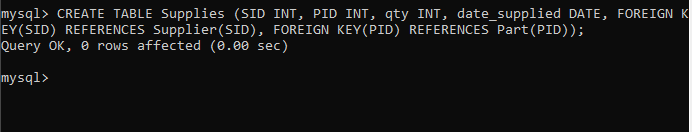 mysql> CREATE TABLE Supplies (SID INT, PID INT, qty INT, date_supplied DATE, FOREIGN K
EY(SID) REFERENCES Supplier(SID), FOREIGN KEY(PID) REFERENCES Part(PID));
Query OK, 0 rows affected (0.00 sec)
mysql>